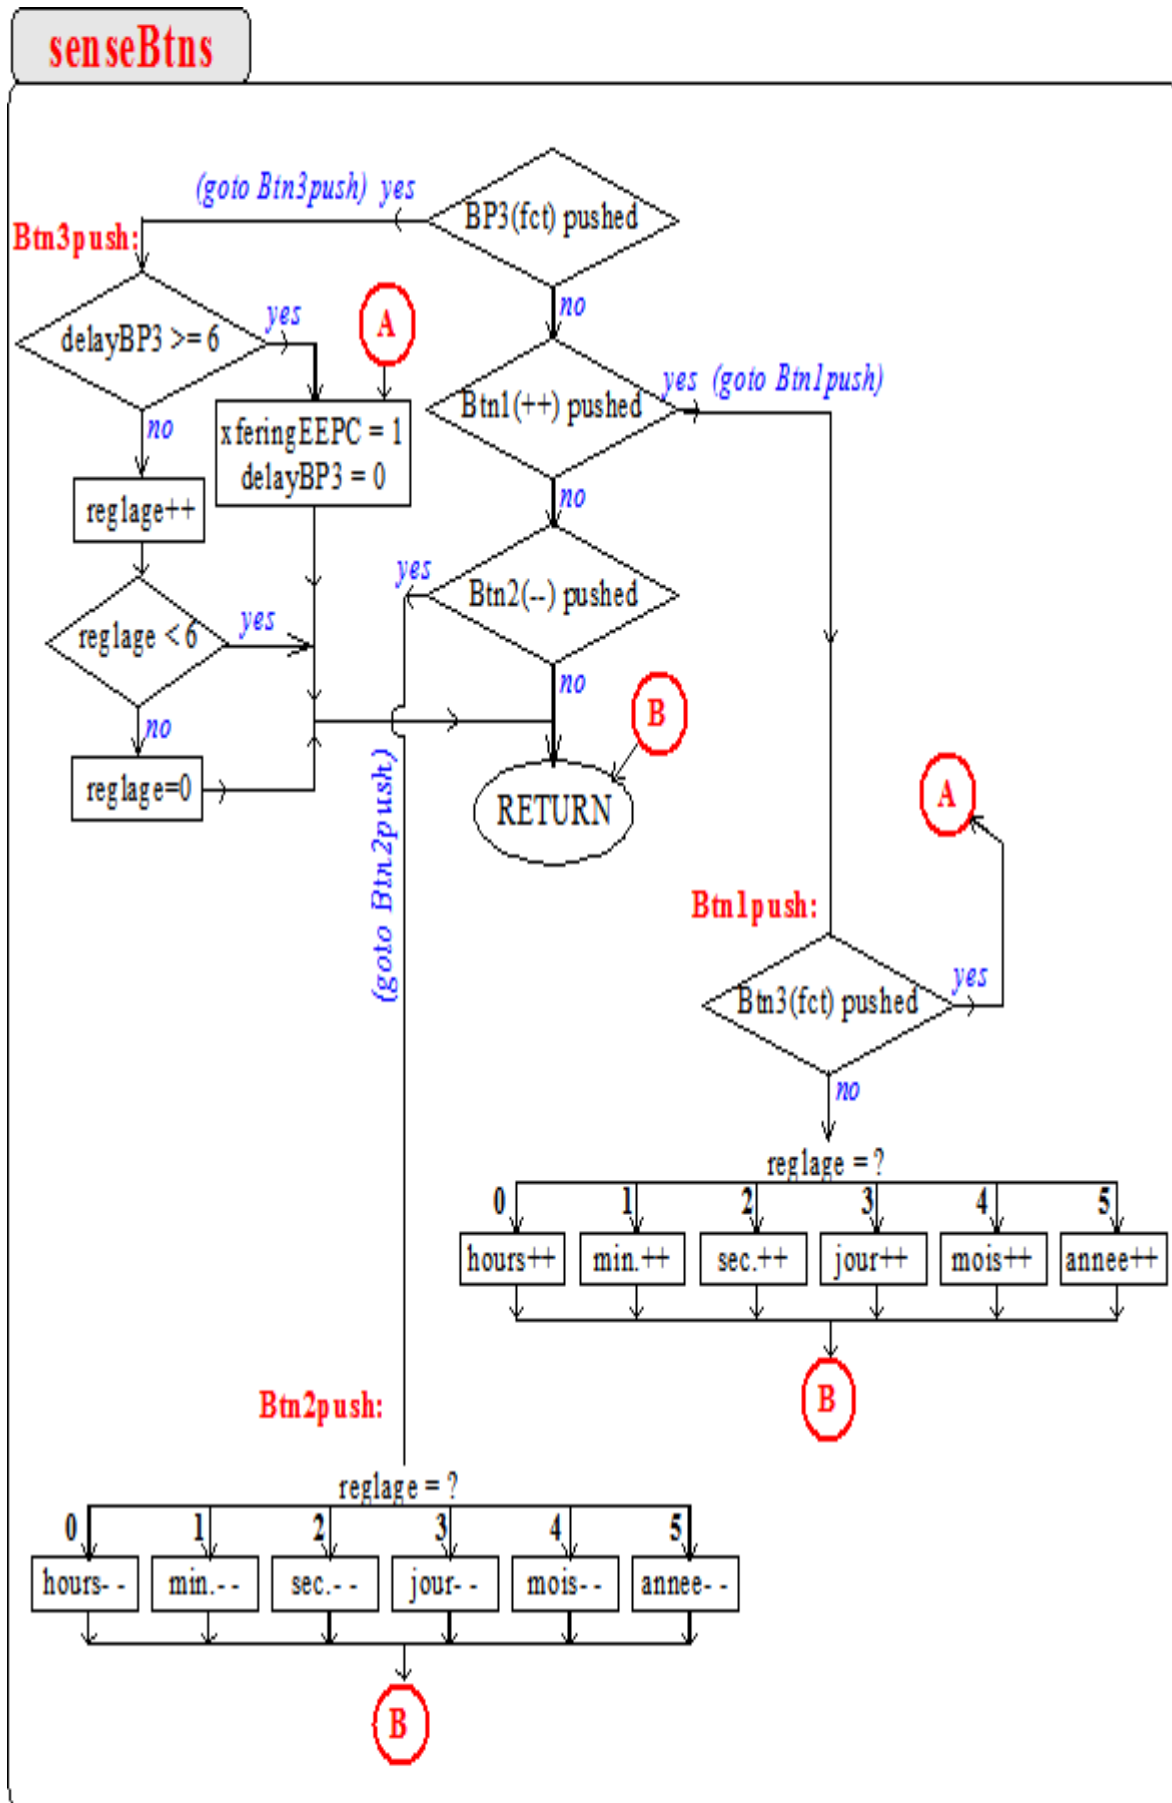 senseBtns
(goto Btn3push) yes
BP3(fct) pushed
Btn3push:
no
delayBP3 >= 6
yes
A
Btn1(++) pushed
yes (goto Btn1push)
no
xferingEEPC = 1
delayBP3 = 0
no
reglage++
yes
Btn2(--) pushed
reglage < 6
yes
no
B
no
reglage=0
RETURN
A
(goto Btn2push)
Btn1push:
Btn3(fct) pushed
yes
no
reglage = ?
0 1 2 3 4 5
hours++ min.++ sec.++ jour++ mois++ annee++
B
Btn2push:
reglage = ?
0 1 2 3 4 5
hours-- min.-- sec.-- jour-- mois-- annee--
B